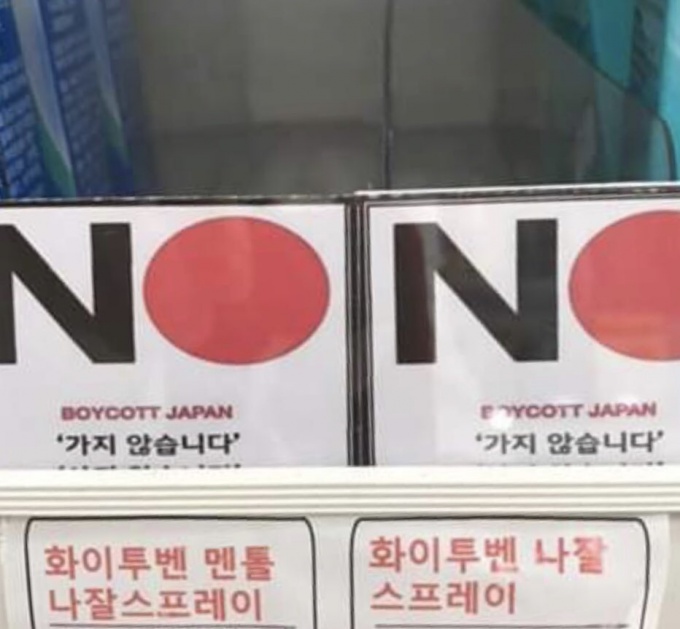 NO
BOYCOTT JAPAN
'가지 않습니다'
NO
BOYCOTT JAPAN
'가지 않습니다'
화이투벤 멘톨
나잘스프레이
화이투벤 나잘
스프레이